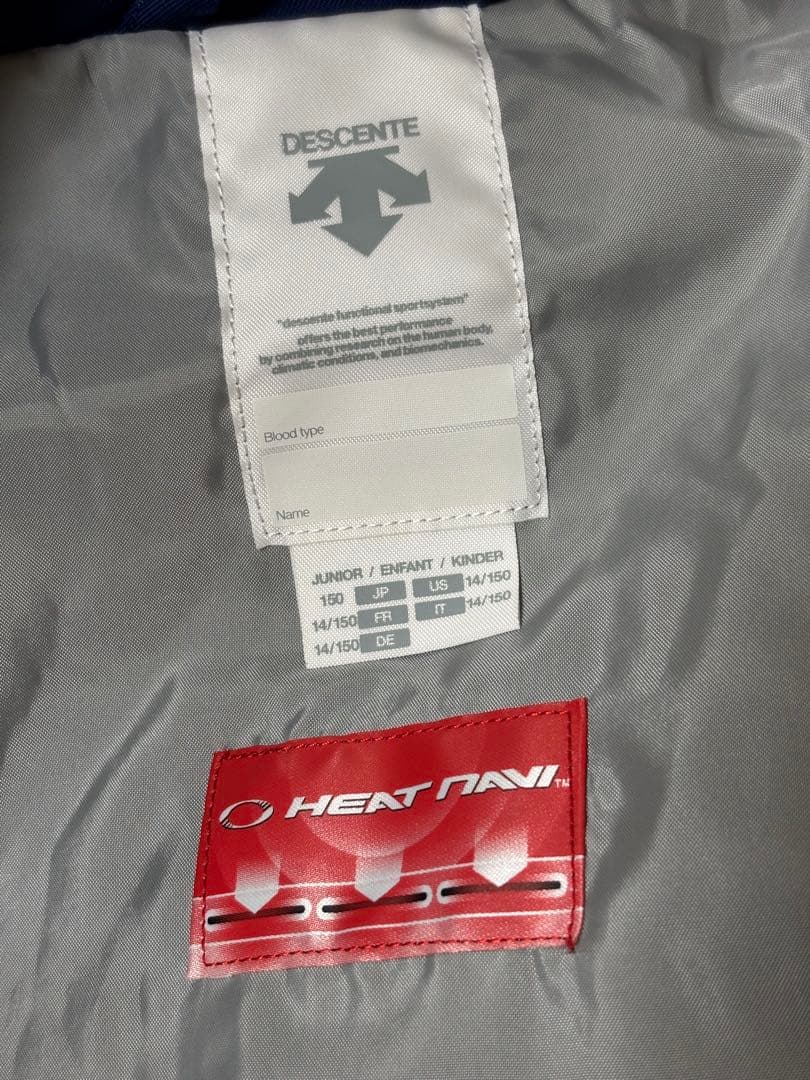 DESCENTE
"descente functional sportsystem"
offers the best performance
by combining research on the human body,
climatic conditions, and biomechanics.
Blood type
Name
JUNIOR / ENFANT / KINDER
150 JP US 14/150
14/150 FR IT 14/150
14/150 DE
HEAT NAVI™